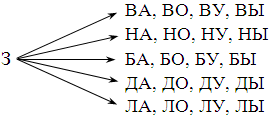 ВА, ВО, ВУ, ВЫ
НА, НО, НУ, НЫ
З
БА, БО, БУ, БЫ
ДА, ДО, ДУ, ДЫ
ЛА, ЛО, ЛУ, ЛЫ